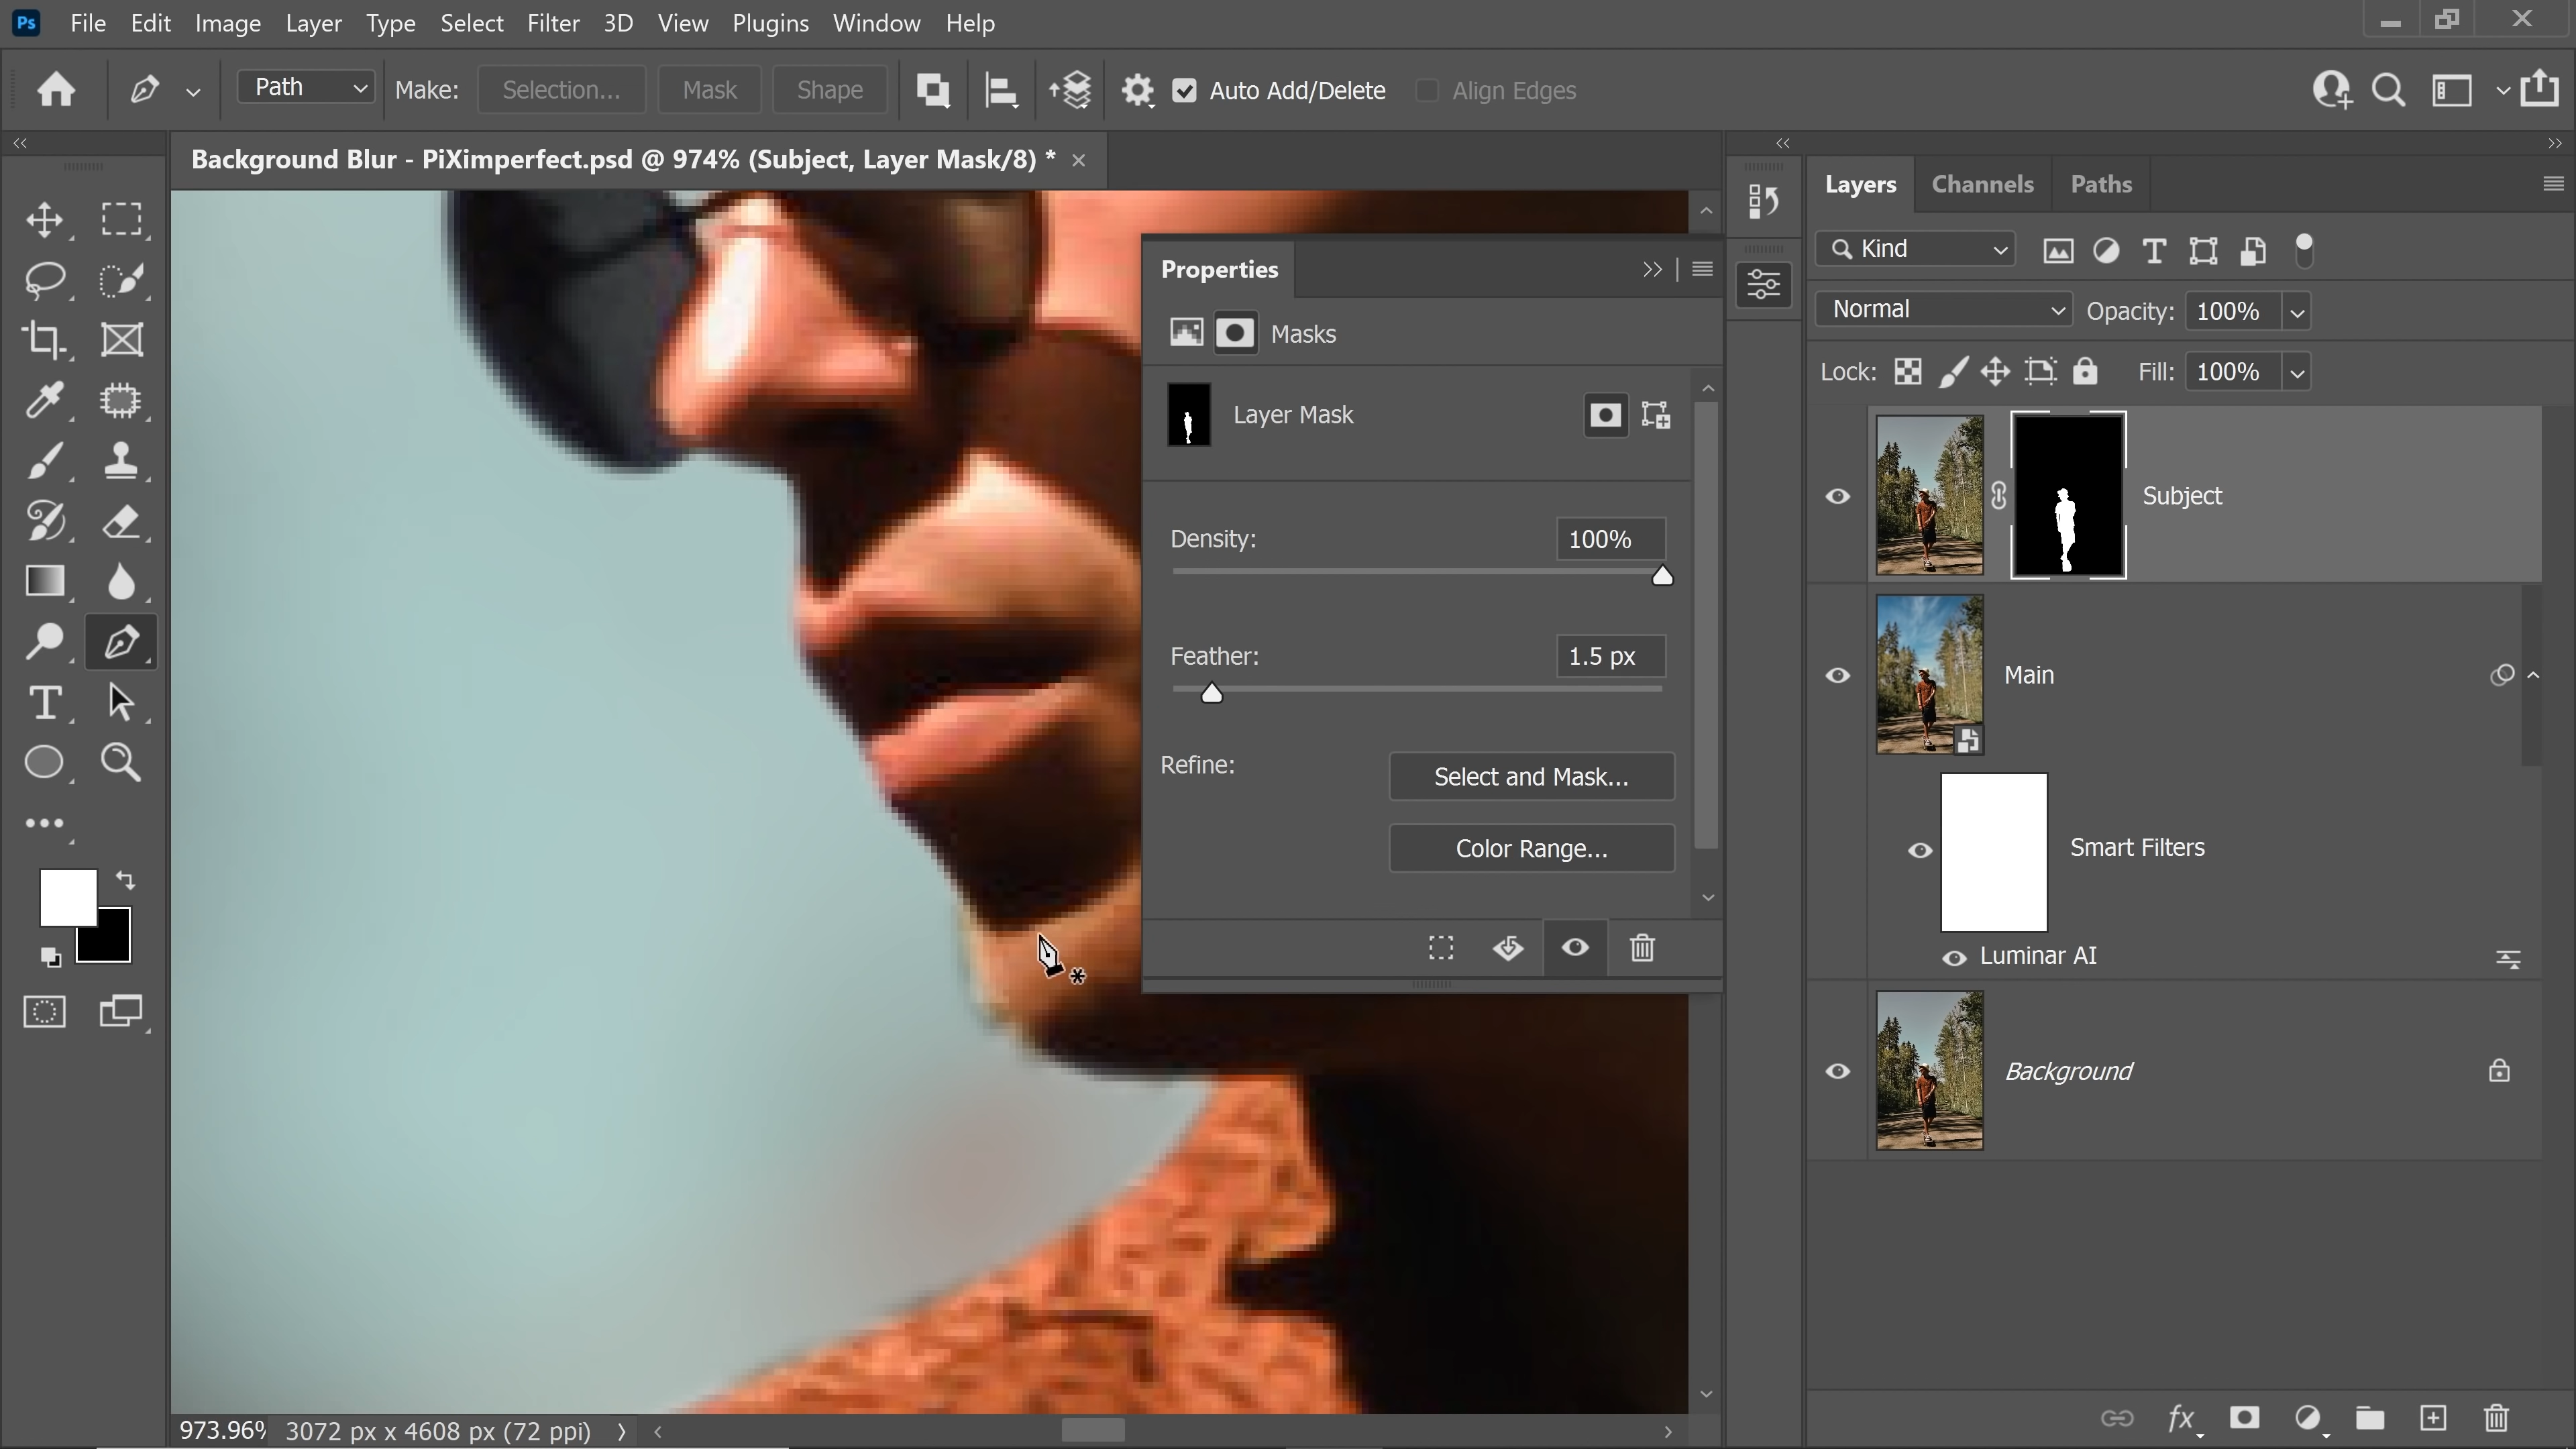 Ps File Edit Image Layer Type Select Filter 3D View Plugins Window Help
Path Make: Selection... Mask Shape Auto Add/Delete Align Edges
Background Blur - PiXimperfect.psd @ 974% (Subject, Layer Mask/8) * ×
Properties
Masks
Layer Mask
Density: 100%
Feather: 1.5 px
Refine: Select and Mask...
Color Range...
Layers Channels Paths
Kind
Normal Opacity: 100%
Lock: Fill: 100%
Subject
Main
Smart Filters
Luminar AI
Background
fx
973.96% 3072 px x 4608 px (72 ppi)